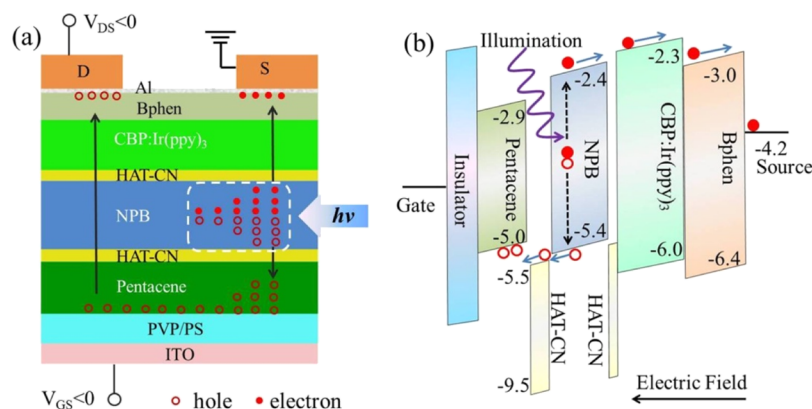 (a)
V_DS<0
D
S
Al
Bphen
CBP:Ir(ppy)₃
HAT-CN
NPB
hv
HAT-CN
Pentacene
PVP/PS
ITO
V_GS<0
hole
electron
(b)
Illumination
Gate
Insulator
-2.9
Pentacene
-5.0
-2.4
NPB
-5.4
-5.5
HAT-CN
-9.5
HAT-CN
-2.3
CBP:Ir(ppy)₃
-6.0
-3.0
Bphen
-6.4
-4.2
Source
Electric Field